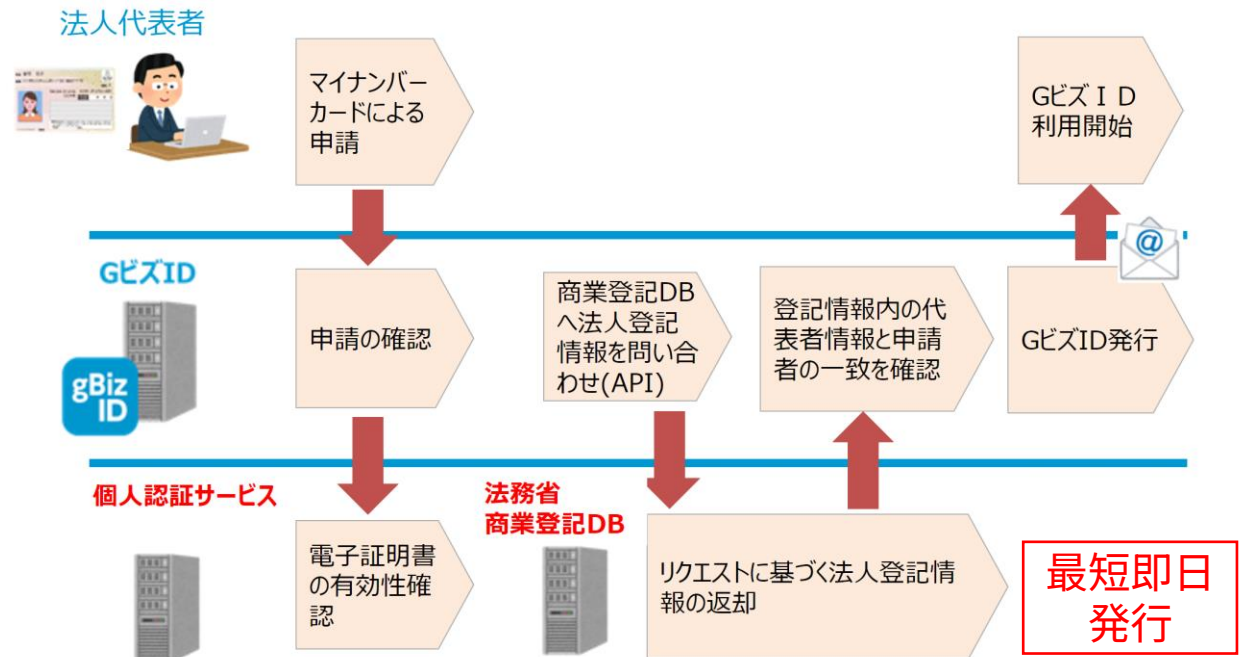 法人代表者
マイナンバー
カードによる
申請
GビズＩＤ
利用開始
GビズID
gBiz
ID
申請の確認
商業登記DB
へ法人登記
情報を問い合
わせ(API)
登記情報内の代
表者情報と申請
者の一致を確認
GビズID発行
@
個人認証サービス
電子証明書
の有効性確
認
法務省
商業登記DB
リクエストに基づく法人登記情
報の返却
最短即日
発行